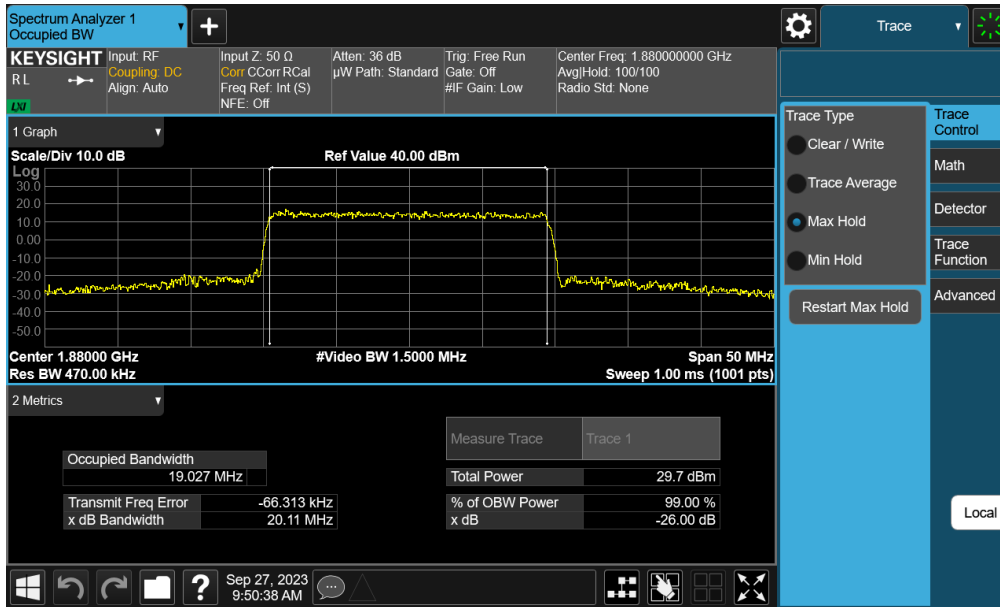 Spectrum Analyzer 1
Occupied BW
Trace
KEYSIGHT
R L
LXI
Input: RF
Coupling: DC
Align: Auto
Input Z: 50 Ω
Corr CCorr RCal
Freq Ref: Int (S)
NFE: Off
Atten: 36 dB
µW Path: Standard
Trig: Free Run
Gate: Off
#IF Gain: Low
Center Freq: 1.880000000 GHz
Avg|Hold: 100/100
Radio Std: None
1 Graph
Scale/Div 10.0 dB
Ref Value 40.00 dBm
Log
30.0
20.0
10.0
0.00
-10.0
-20.0
-30.0
-40.0
-50.0
Center 1.88000 GHz
#Video BW 1.5000 MHz
Span 50 MHz
Res BW 470.00 kHz
Sweep 1.00 ms (1001 pts)
2 Metrics
Measure Trace
Trace 1
Occupied Bandwidth
19.027 MHz
Total Power
29.7 dBm
Transmit Freq Error
-66.313 kHz
% of OBW Power
99.00 %
x dB Bandwidth
20.11 MHz
x dB
-26.00 dB
Trace Type
Clear / Write
Trace Average
Max Hold
Min Hold
Restart Max Hold
Trace
Control
Math
Detector
Trace
Function
Advanced
Local
?
Sep 27, 2023
9:50:38 AM